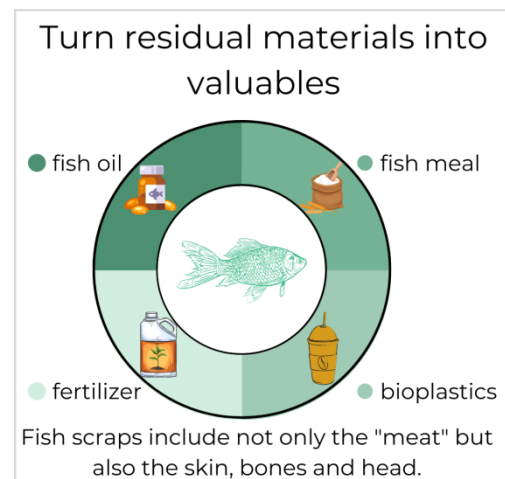 Turn residual materials into
valuables
fish oil
fish meal
fertilizer
bioplastics
Fish scraps include not only the "meat" but
also the skin, bones and head.